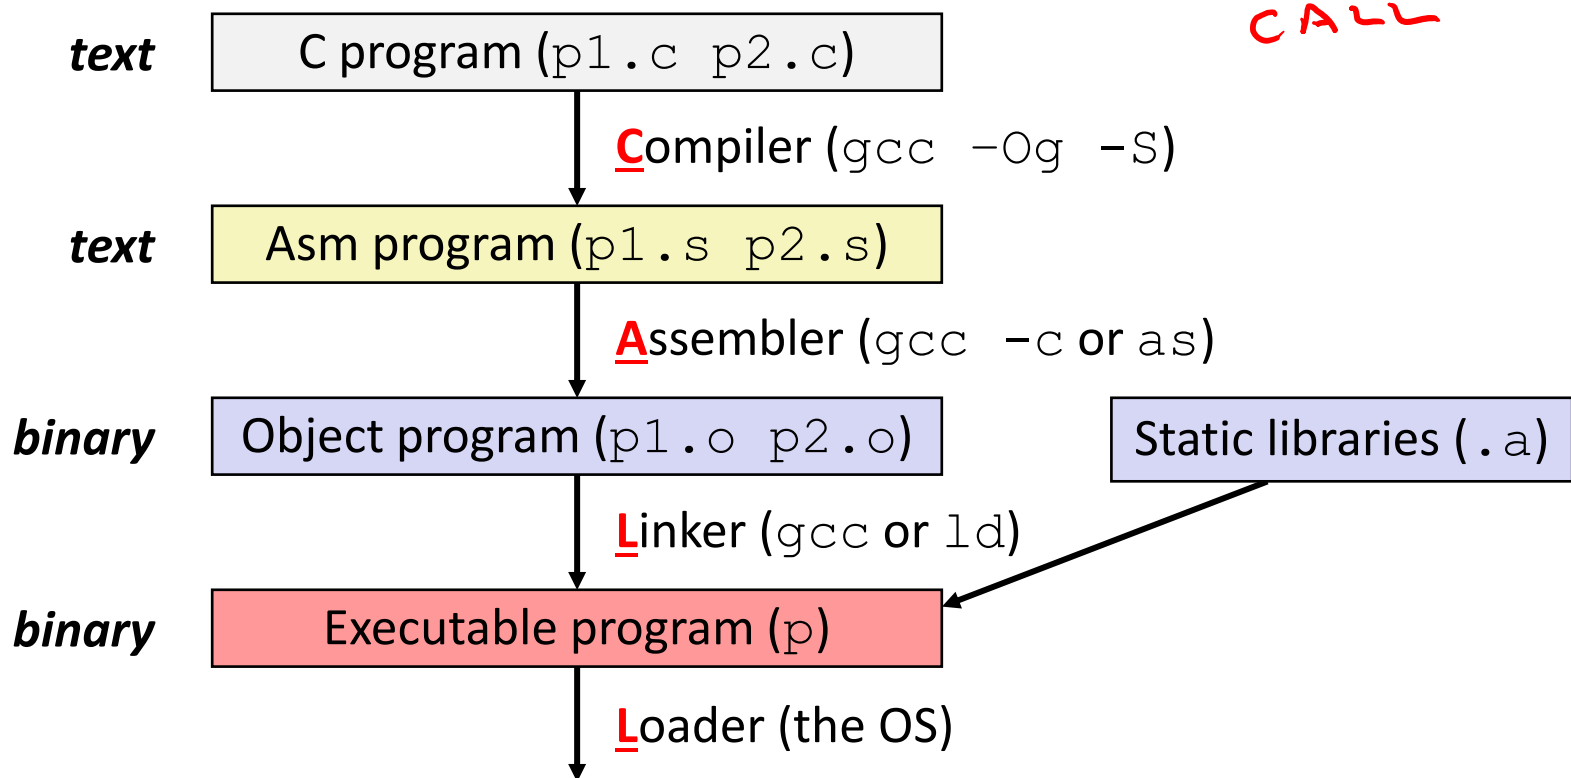 CALL
text C program (p1.c p2.c)
Compiler (gcc -Og -S)
text Asm program (p1.s p2.s)
Assembler (gcc -c or as)
binary Object program (p1.o p2.o) Static libraries (.a)
Linker (gcc or ld)
binary Executable program (p)
Loader (the OS)